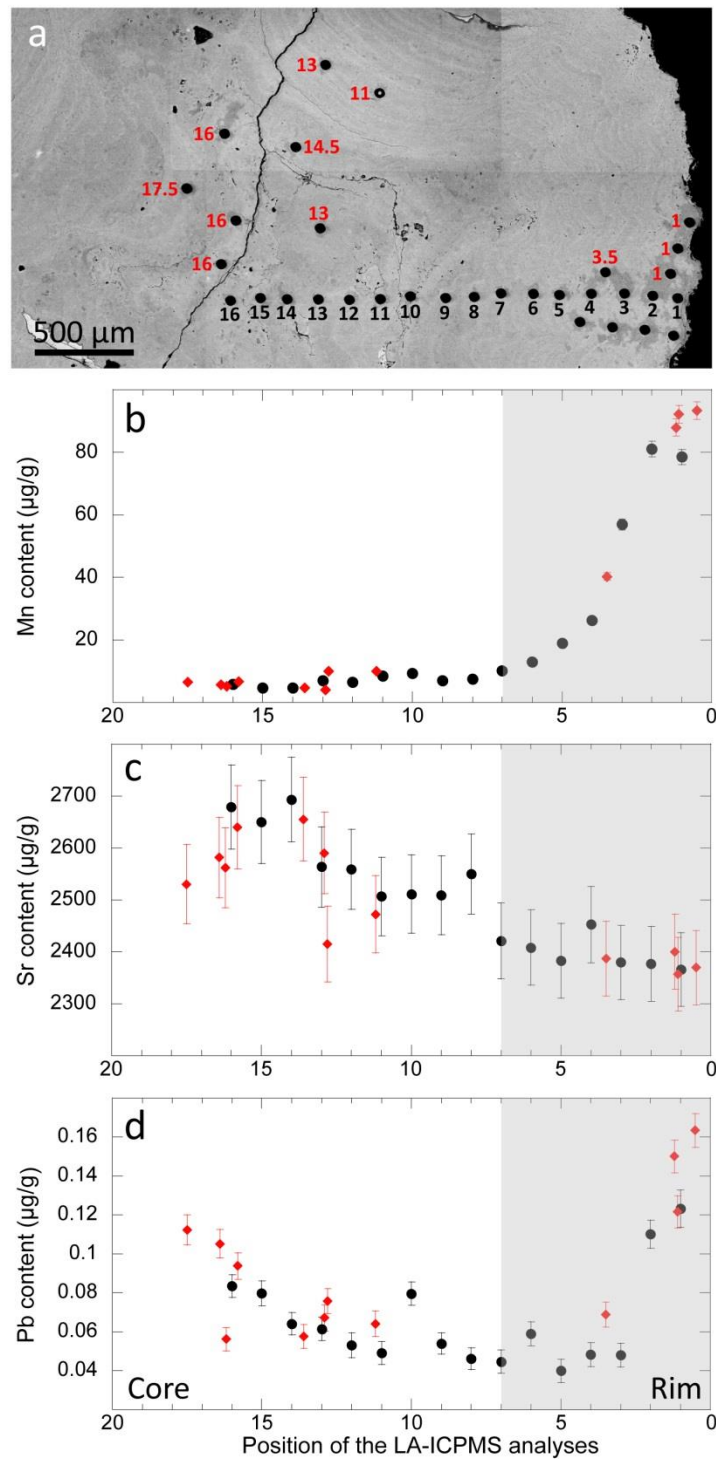 a
13
11
16
14.5
17.5
16
13
1
1
16
3.5
1
16 15 14 13 12 11 10 9 8 7 6 5 4 3 2 1
500 µm
b
Mn content (µg/g)
80
60
40
20
20 15 10 5 0
c
Sr content (µg/g)
2700
2600
2500
2400
2300
20 15 10 5 0
d
Pb content (µg/g)
0.16
0.14
0.12
0.1
0.08
0.06
0.04
Core Rim
20 15 10 5 0
Position of the LA-ICPMS analyses